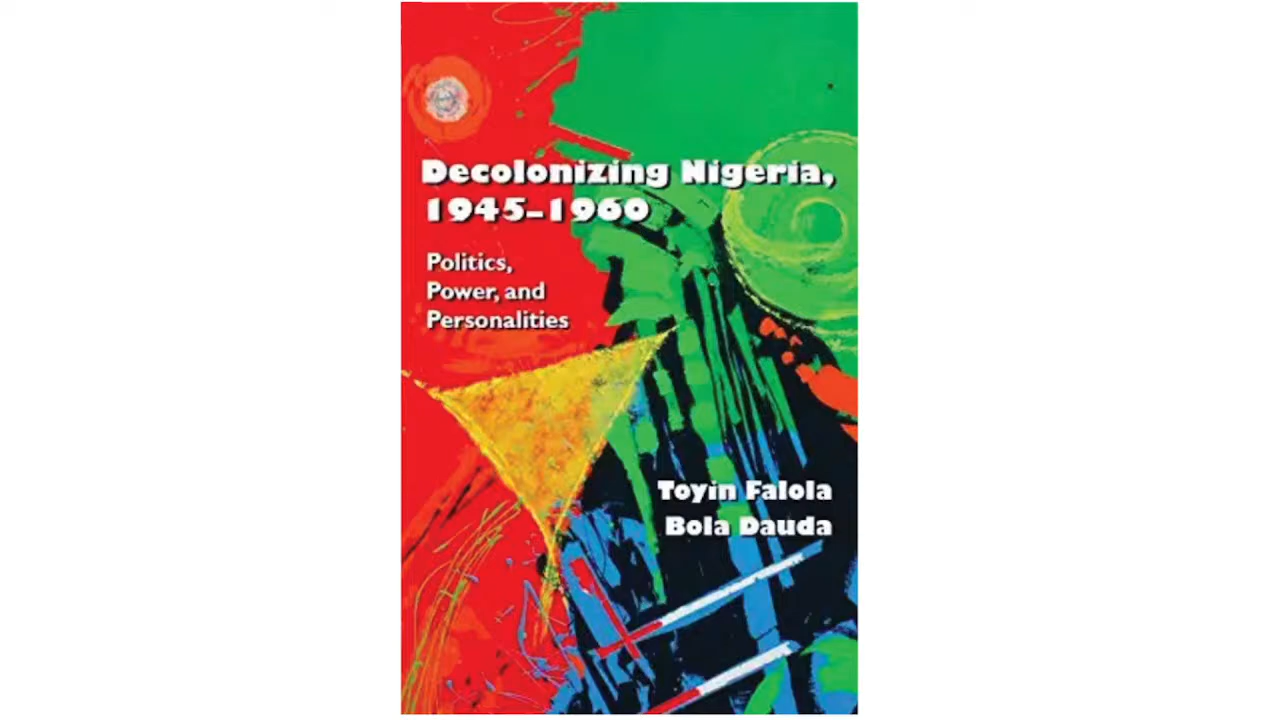 Decolonizing Nigeria,
1945–1960
Politics,
Power, and
Personalities
Toyin Falola
Bola Dauda